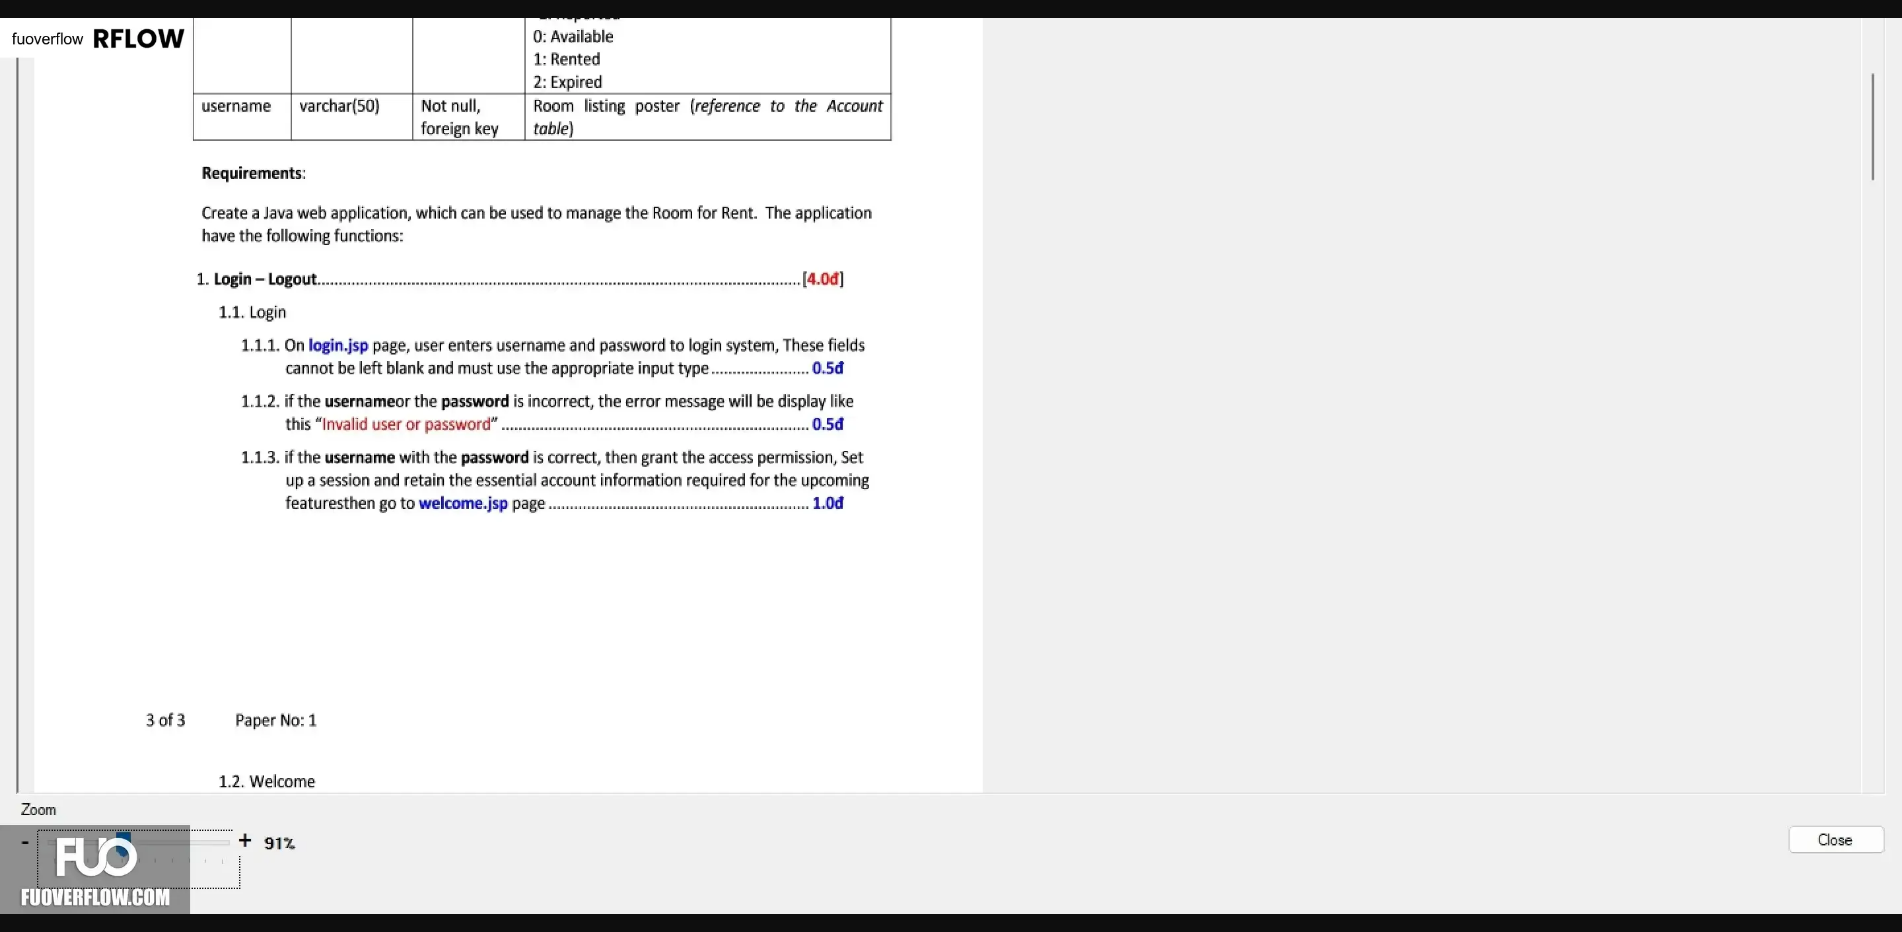 fuoverflow RFLOW
0: Available
1: Rented
2: Expired
username varchar(50) Not null, foreign key Room listing poster (reference to the Account table)
Requirements:
Create a Java web application, which can be used to manage the Room for Rent. The application
have the following functions:
1. Login – Logout [4.0đ]
1.1. Login
1.1.1. On login.jsp page, user enters username and password to login system, These fields
cannot be left blank and must use the appropriate input type 0.5đ
1.1.2. if the usernameor the password is incorrect, the error message will be display like
this “Invalid user or password” 0.5đ
1.1.3. if the username with the password is correct, then grant the access permission, Set
up a session and retain the essential account information required for the upcoming
featuresthen go to welcome.jsp page 1.0đ
3 of 3 Paper No: 1
1.2. Welcome
Zoom
- + 91%
Close
FUO
FUOVERFLOW.COM